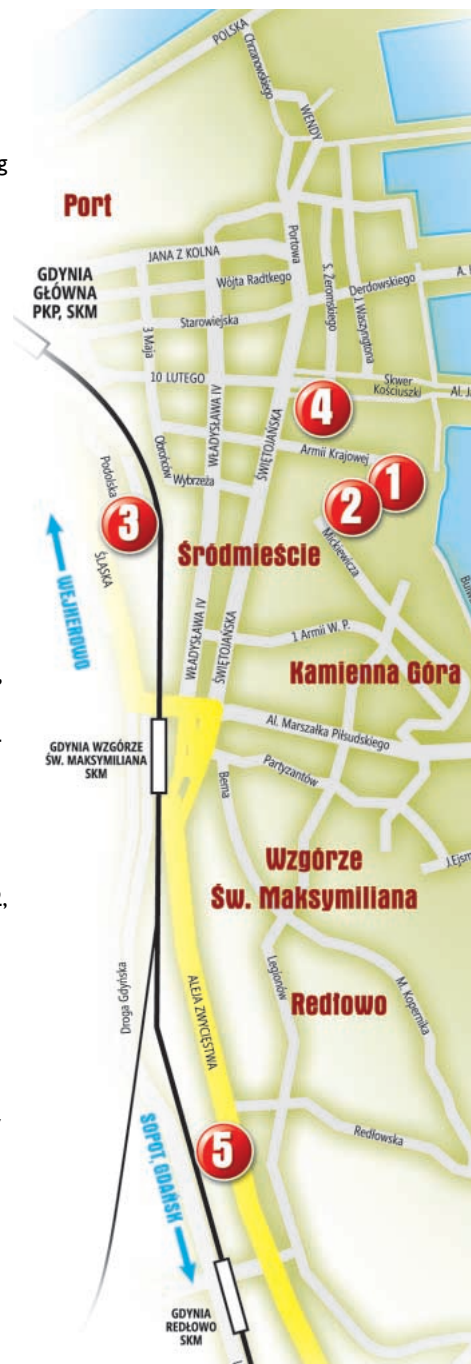 POLSKA
Chrzanowskiego
WENDY
g
Port
JANA Z KOLNA
Portowa
S. Żeromskiego
GDYNIA
GŁÓWNA
PKP, SKM
Wójta Radtkego
Derdowskiego
A.
J. Waszyngtona
3 Maja
Starowiejska
10 LUTEGO
Skwer
Kościuszki
Al. J
4
WŁADYSŁAWA IV
ŚWIĘTOJAŃSKA
Armii Krajowej
Obrońców
Wybrzeża
1
2
Podolska
3
Mickiewicza
ŚLĄSKA
Śródmieście
WEJHEROWO
WŁADYSŁAWA IV
ŚWIĘTOJAŃSKA
1 Armii W. P.
Kamienna Góra
,
GDYNIA WZGÓRZE
ŚW. MAKSYMILIANA
SKM
Al. Marszałka Piłsudskiego
Bema
Partyzantów
J.Ejsm
Wzgórze
Św. Maksymiliana
Droga Gdyńska
ALEJA ZWYCIĘSTWA
Legionów
Redłowo
M. Kopernika
5
Redłowska
SOPOT, GDAŃSK
GDYNIA
REDŁOWO
SKM